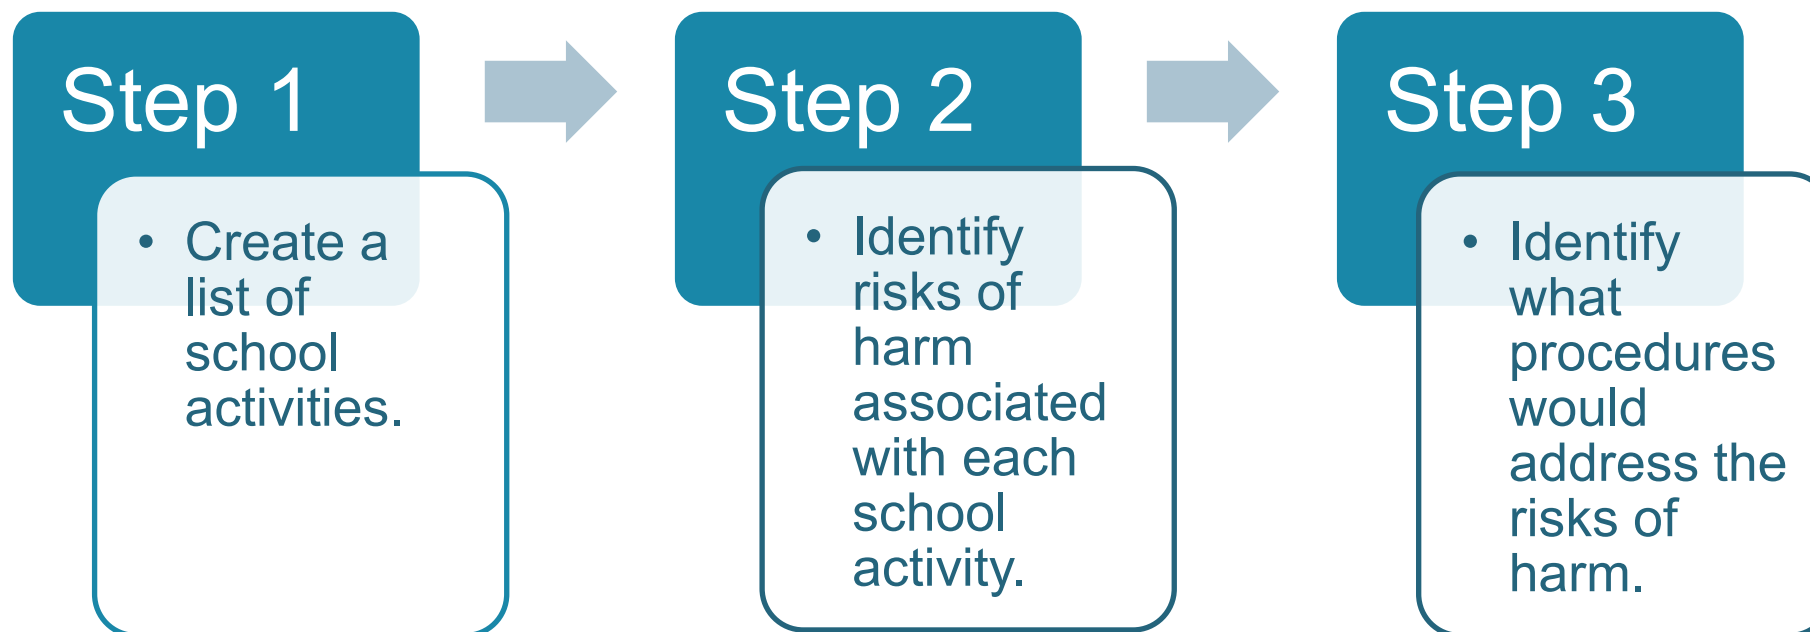 Step 1
• Create a
list of
school
activities.
Step 2
• Identify
risks of
harm
associated
with each
school
activity.
Step 3
• Identify
what
procedures
would
address the
risks of
harm.